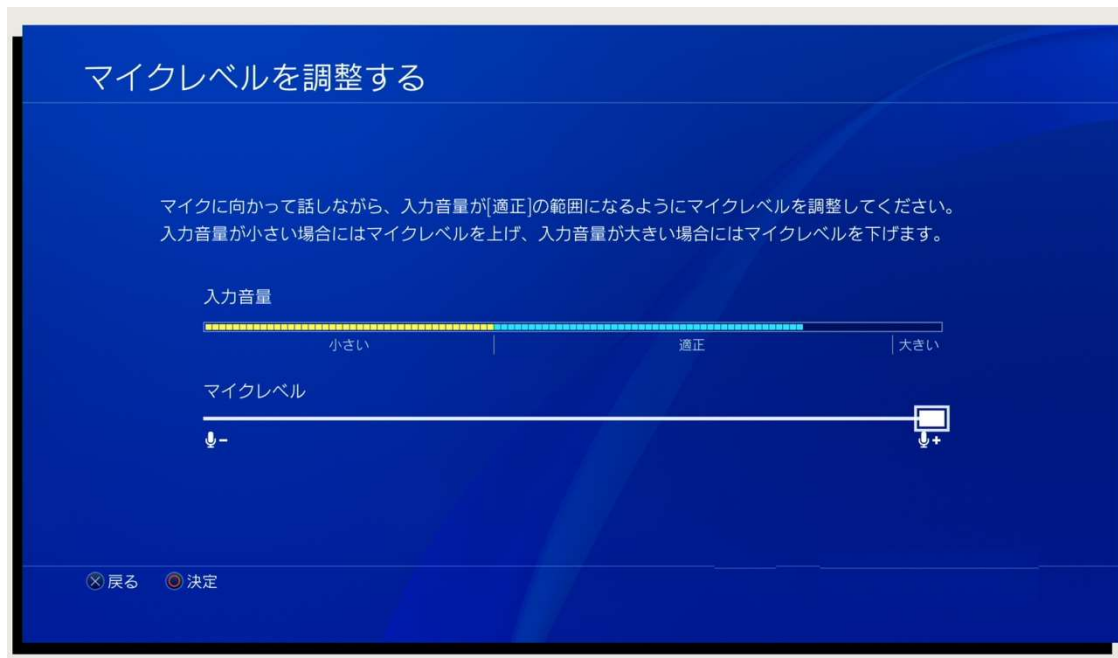 マイクレベルを調整する
マイクに向かって話しながら、入力音量が[適正]の範囲になるようにマイクレベルを調整してください。
入力音量が小さい場合にはマイクレベルを上げ、入力音量が大きい場合にはマイクレベルを下げます。
入力音量
小さい 適正 大きい
マイクレベル
戻る 決定